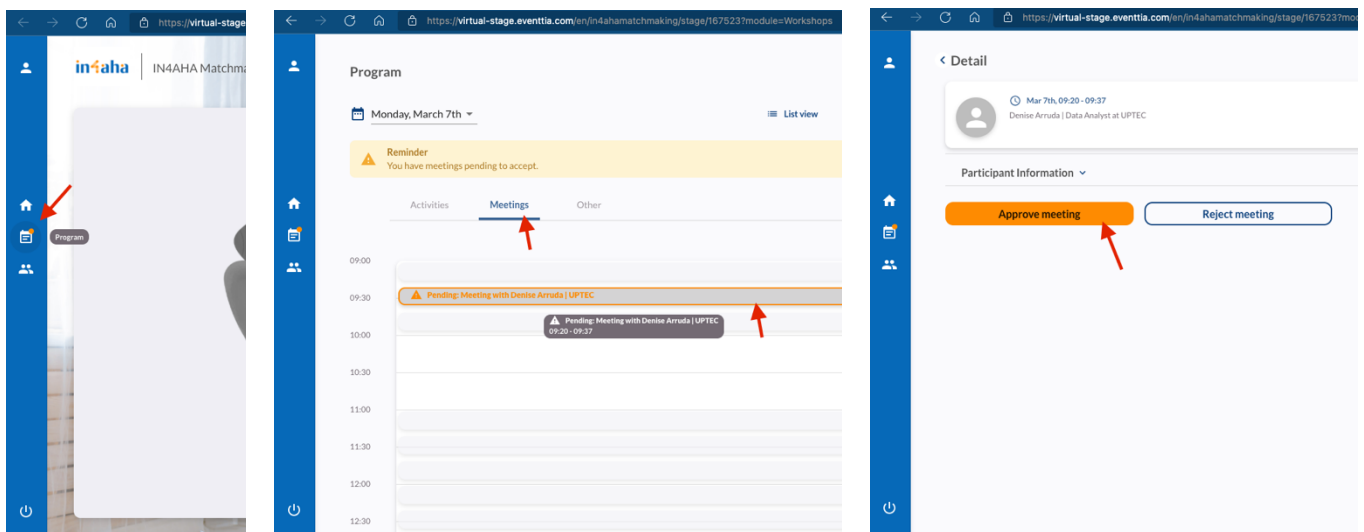 https://virtual-stage
in4aha
IN4AHA Matchma
Program
https://virtual-stage.eventtia.com/en/in4ahamatchmaking/stage/167523?module=Workshops
Program
Monday, March 7th
List view
Reminder
You have meetings pending to accept.
Activities
Meetings
Other
09:00
09:30
Pending: Meeting with Denise Arruda | UPTEC
Pending: Meeting with Denise Arruda | UPTEC
09:20 - 09:37
10:00
10:30
11:00
11:30
12:00
12:30
https://virtual-stage.eventtia.com/en/in4ahamatchmaking/stage/167523?mod
Detail
Mar 7th, 09:20 - 09:37
Denise Arruda | Data Analyst at UPTEC
Participant Information
Approve meeting
Reject meeting